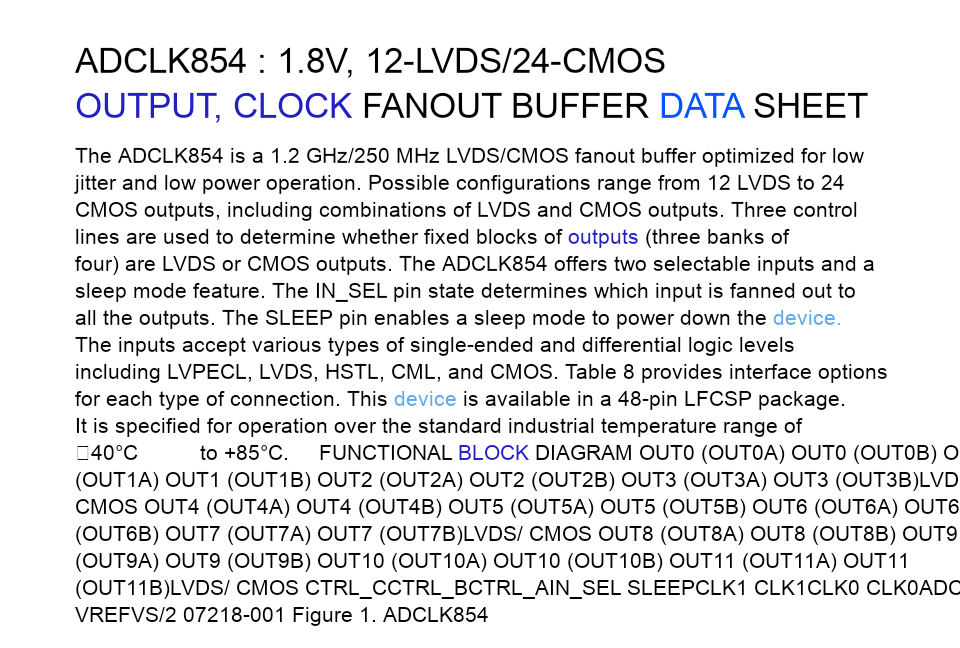 ADCLK854 : 1.8V, 12-LVDS/24-CMOS
OUTPUT, CLOCK FANOUT BUFFER DATA SHEET
The ADCLK854 is a 1.2 GHz/250 MHz LVDS/CMOS fanout buffer optimized for low
jitter and low power operation. Possible configurations range from 12 LVDS to 24
CMOS outputs, including combinations of LVDS and CMOS outputs. Three control
lines are used to determine whether fixed blocks of outputs (three banks of
four) are LVDS or CMOS outputs. The ADCLK854 offers two selectable inputs and a
sleep mode feature. The IN_SEL pin state determines which input is fanned out to
all the outputs. The SLEEP pin enables a sleep mode to power down the device.
The inputs accept various types of single-ended and differential logic levels
including LVPECL, LVDS, HSTL, CML, and CMOS. Table 8 provides interface options
for each type of connection. This device is available in a 48-pin LFCSP package.
It is specified for operation over the standard industrial temperature range of
□40°C to +85°C. FUNCTIONAL BLOCK DIAGRAM OUT0 (OUT0A) OUT0 (OUT0B) O
(OUT1A) OUT1 (OUT1B) OUT2 (OUT2A) OUT2 (OUT2B) OUT3 (OUT3A) OUT3 (OUT3B)LVD
CMOS OUT4 (OUT4A) OUT4 (OUT4B) OUT5 (OUT5A) OUT5 (OUT5B) OUT6 (OUT6A) OUT6
(OUT6B) OUT7 (OUT7A) OUT7 (OUT7B)LVDS/ CMOS OUT8 (OUT8A) OUT8 (OUT8B) OUT9
(OUT9A) OUT9 (OUT9B) OUT10 (OUT10A) OUT10 (OUT10B) OUT11 (OUT11A) OUT11
(OUT11B)LVDS/ CMOS CTRL_CCTRL_BCTRL_AIN_SEL SLEEPCLK1 CLK1CLK0 CLK0ADC
VREFVS/2 07218-001 Figure 1. ADCLK854